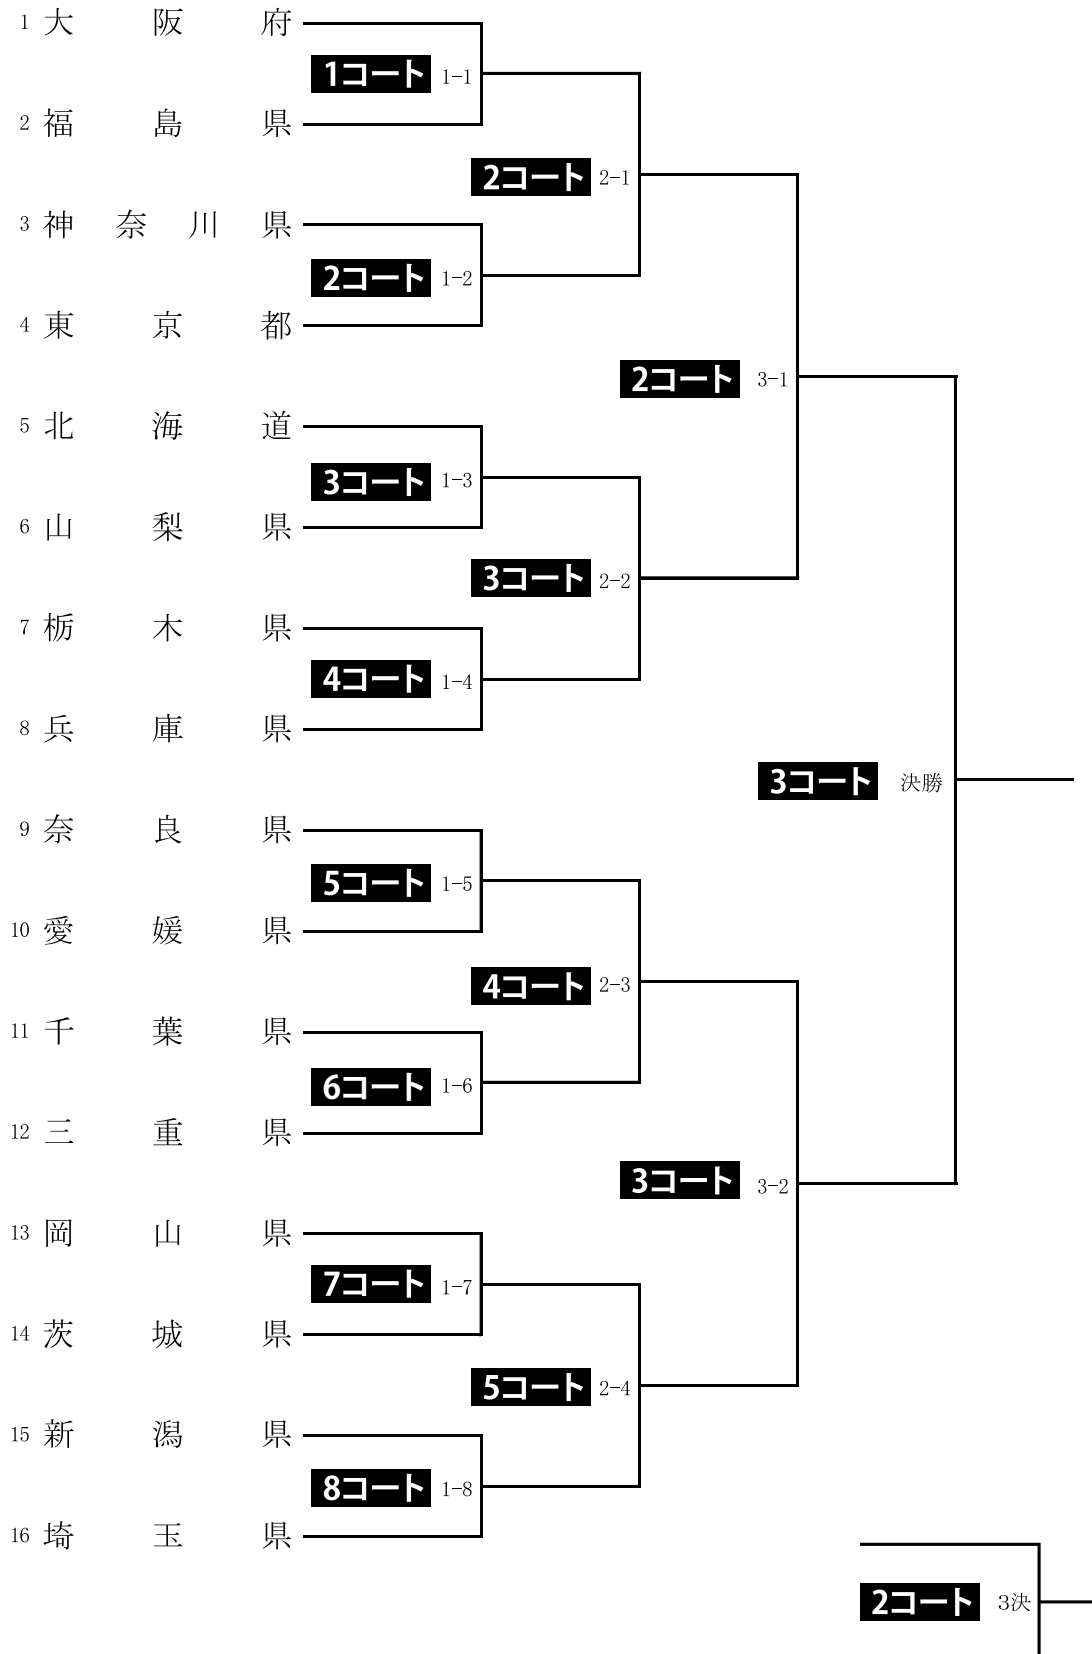 1 大阪府
1コート 1-1
2 福島県
2コート 2-1
3 神奈川県
2コート 1-2
4 東京都
2コート 3-1
5 北海道
3コート 1-3
6 山梨県
3コート 2-2
7 栃木県
4コート 1-4
8 兵庫県
3コート 決勝
9 奈良県
5コート 1-5
10 愛媛県
4コート 2-3
11 千葉県
6コート 1-6
12 三重県
3コート 3-2
13 岡山県
7コート 1-7
14 茨城県
5コート 2-4
15 新潟県
8コート 1-8
16 埼玉県
2コート 3決